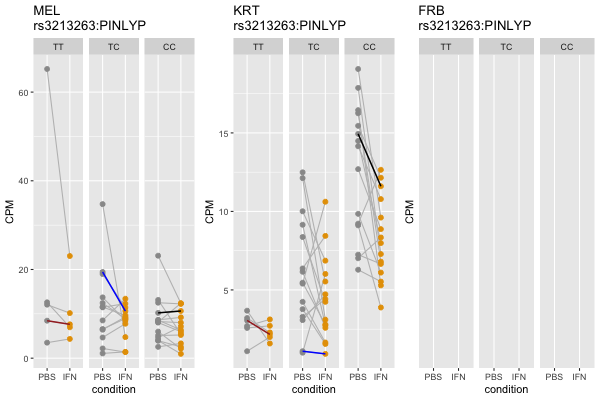 MEL
rs3213263:PINLYP
TT TC CC
60
40
20
0
CPM
PBS IFN PBS IFN PBS IFN
condition
KRT
rs3213263:PINLYP
TT TC CC
15
10
5
CPM
PBS IFN PBS IFN PBS IFN
condition
FRB
rs3213263:PINLYP
TT TC CC
CPM
PBS IFN PBS IFN PBS IFN
condition